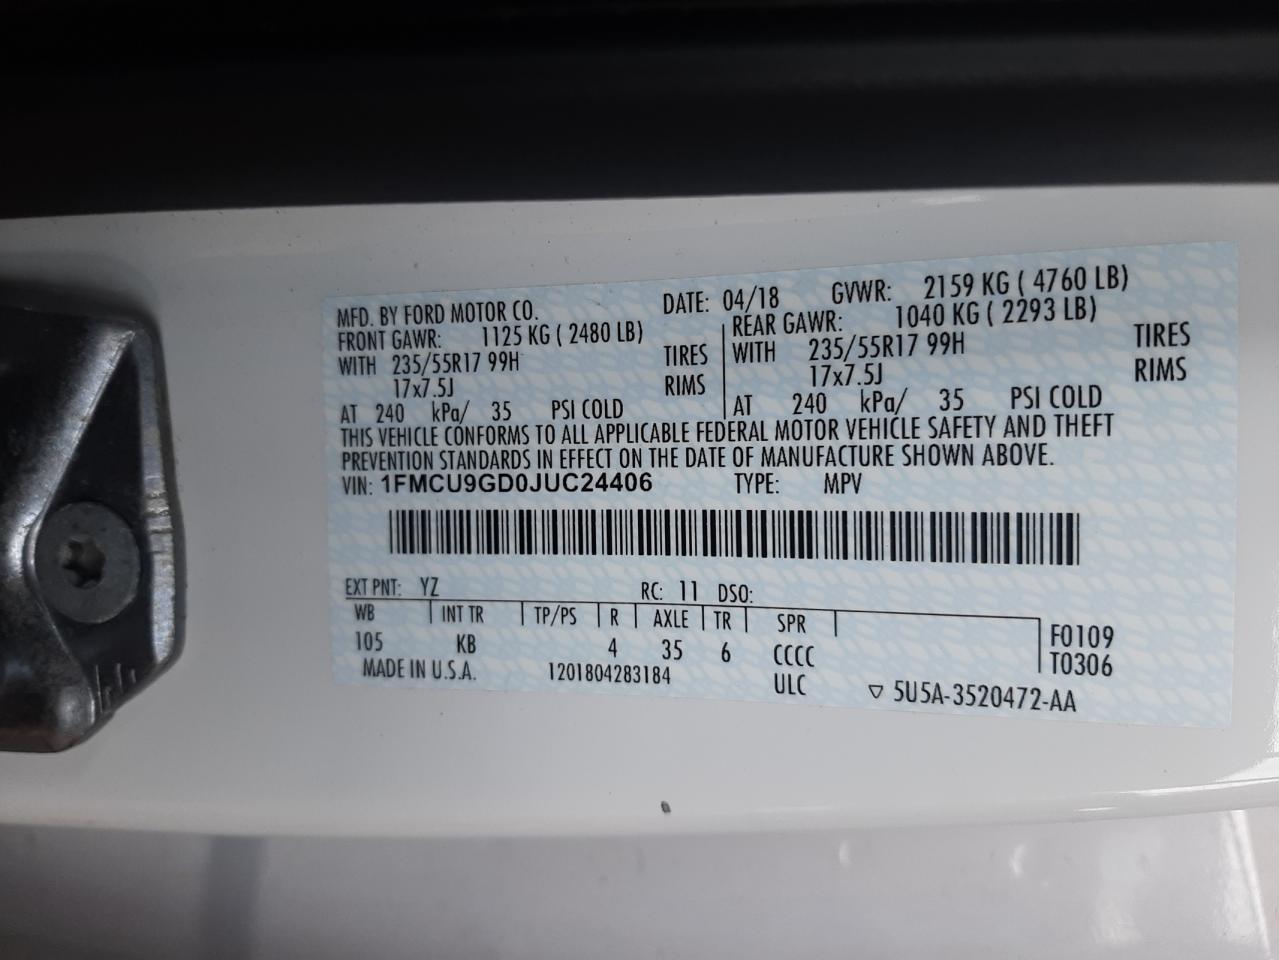 MFD. BY FORD MOTOR CO. DATE: 04/18 GVWR: 2159 KG ( 4760 LB)
FRONT GAWR: 1125 KG ( 2480 LB) REAR GAWR: 1040 KG ( 2293 LB)
WITH 235/55R17 99H TIRES WITH 235/55R17 99H TIRES
17x7.5J RIMS 17x7.5J RIMS
AT 240 kPa/ 35 PSI COLD AT 240 kPa/ 35 PSI COLD
THIS VEHICLE CONFORMS TO ALL APPLICABLE FEDERAL MOTOR VEHICLE SAFETY AND THEFT
PREVENTION STANDARDS IN EFFECT ON THE DATE OF MANUFACTURE SHOWN ABOVE.
VIN: 1FMCU9GD0JUC24406 TYPE: MPV
EXT PNT: YZ RC: 11 DSO:
WB INT TR TP/PS R AXLE TR SPR F0109
105 KB 4 35 6 CCCC T0306
MADE IN U.S.A. 1201804283184 ULC ▽ 5U5A-3520472-AA